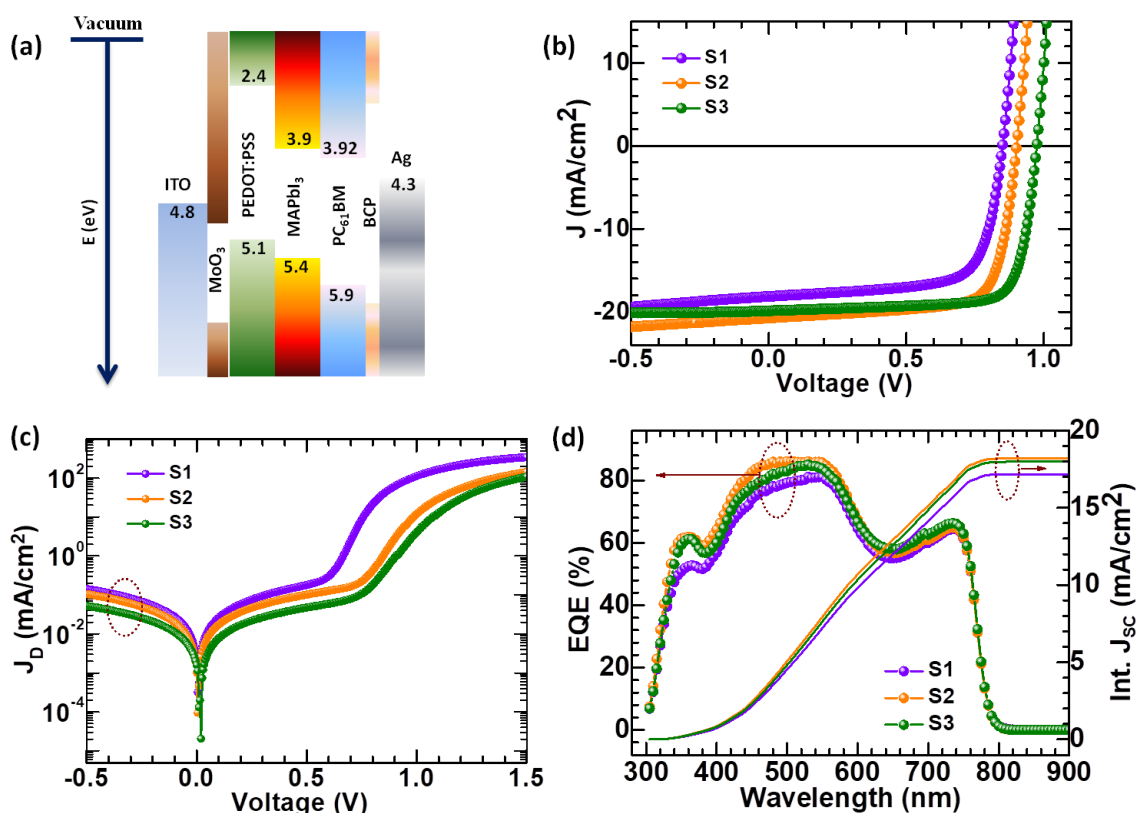 (a)
Vacuum
E (eV)
ITO
4.8
MoO3
2.4
PEDOT:PSS
5.1
3.9
MAPbI3
5.4
3.92
PC61BM
5.9
BCP
Ag
4.3
(b)
S1
S2
S3
10
0
-10
-20
-0.5 0.0 0.5 1.0
J (mA/cm2)
Voltage (V)
(c)
S1
S2
S3
10^2
10^0
10^-2
10^-4
-0.5 0.0 0.5 1.0 1.5
JD (mA/cm2)
Voltage (V)
(d)
80
60
40
20
0
EQE (%)
20
15
10
5
0
Int. JSC (mA/cm2)
S1
S2
S3
300 400 500 600 700 800 900
Wavelength (nm)